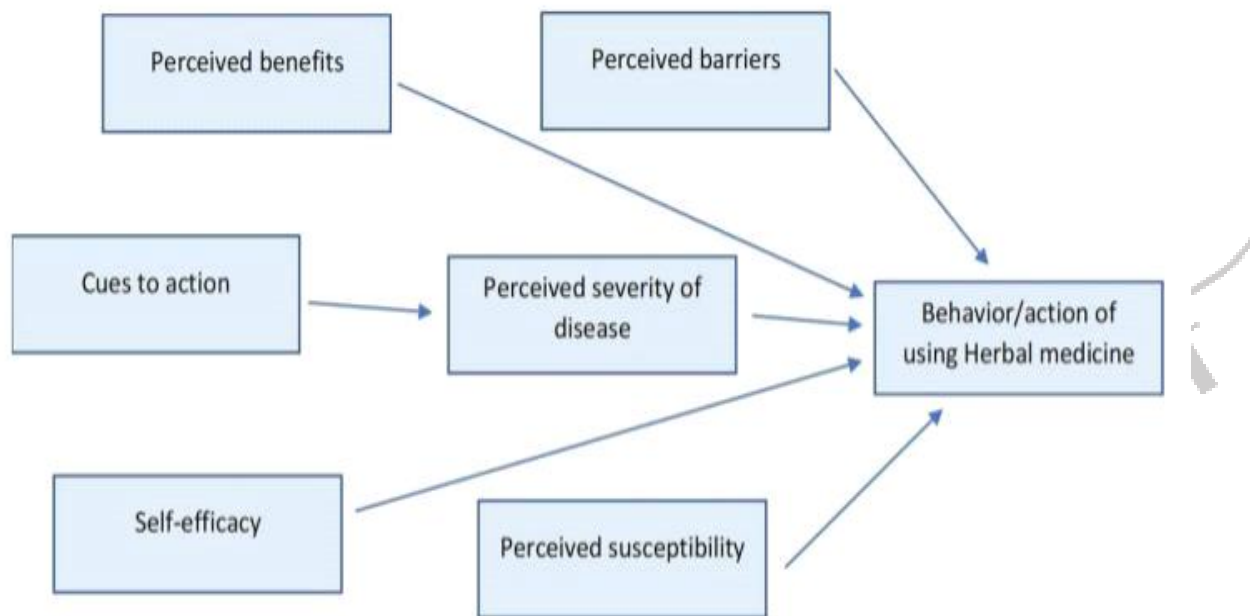 Perceived benefits
Perceived barriers
Cues to action
Perceived severity of
disease
Behavior/action of
using Herbal medicine
Self-efficacy
Perceived susceptibility